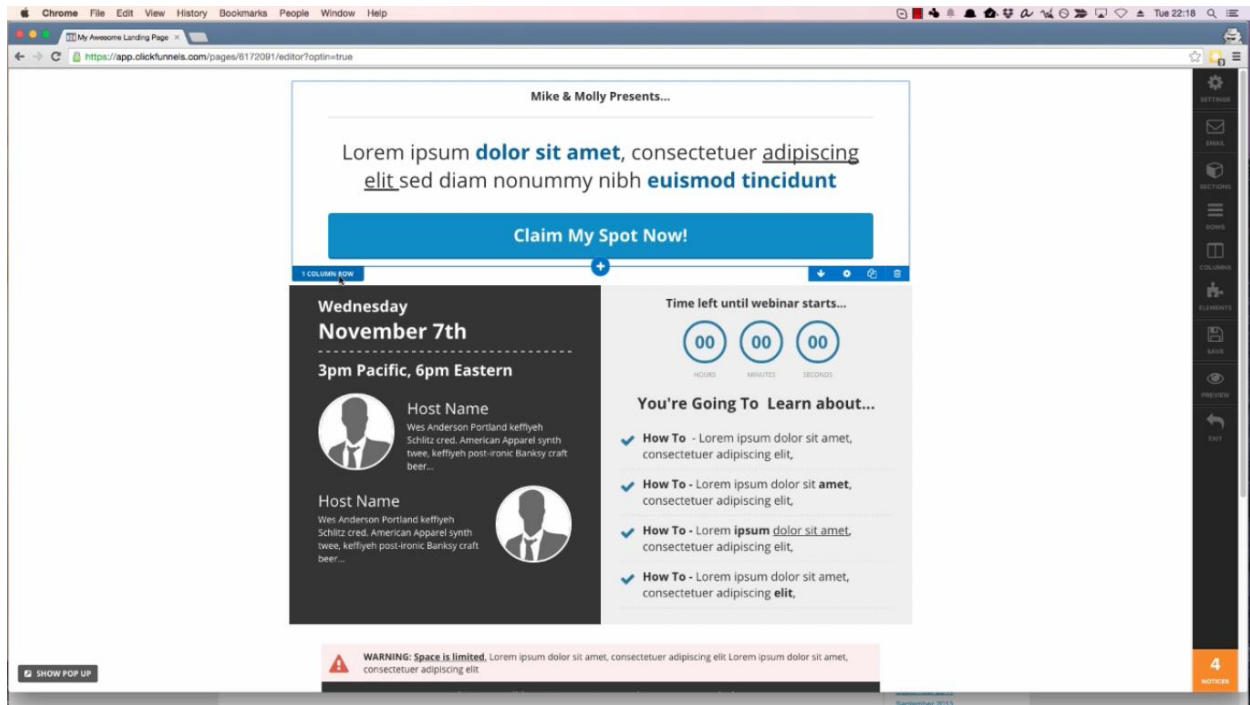 Chrome File Edit View History Bookmarks People Window Help
Tue 22:18
My Awesome Landing Page
https://app.clickfunnels.com/pages/6172091/editor?optin=true
Mike & Molly Presents...
Lorem ipsum dolor sit amet, consectetuer adipiscing
elit sed diam nonummy nibh euismod tincidunt
Claim My Spot Now!
1 COLUMN ROW
Wednesday
November 7th
3pm Pacific, 6pm Eastern
Host Name
Wes Anderson Portland keffiyeh
Schlitz cred. American Apparel synth
twee, keffiyeh post-ironic Banksy craft
beer...
Host Name
Wes Anderson Portland keffiyeh
Schlitz cred. American Apparel synth
twee, keffiyeh post-ironic Banksy craft
beer...
Time left until webinar starts...
00 00 00
HOURS MINUTES SECONDS
You're Going To Learn about...
How To - Lorem ipsum dolor sit amet,
consectetuer adipiscing elit,
How To - Lorem ipsum dolor sit amet,
consectetuer adipiscing elit,
How To - Lorem ipsum dolor sit amet,
consectetuer adipiscing elit,
How To - Lorem ipsum dolor sit amet,
consectetuer adipiscing elit,
WARNING: Space is limited, Lorem ipsum dolor sit amet, consectetuer adipiscing elit Lorem ipsum dolor sit amet,
consectetuer adipiscing elit
SHOW POP UP
SETTINGS
EMAIL
SECTIONS
ROWS
COLUMNS
ELEMENTS
SAVE
PREVIEW
EXIT
4
NOTICES
September 2013